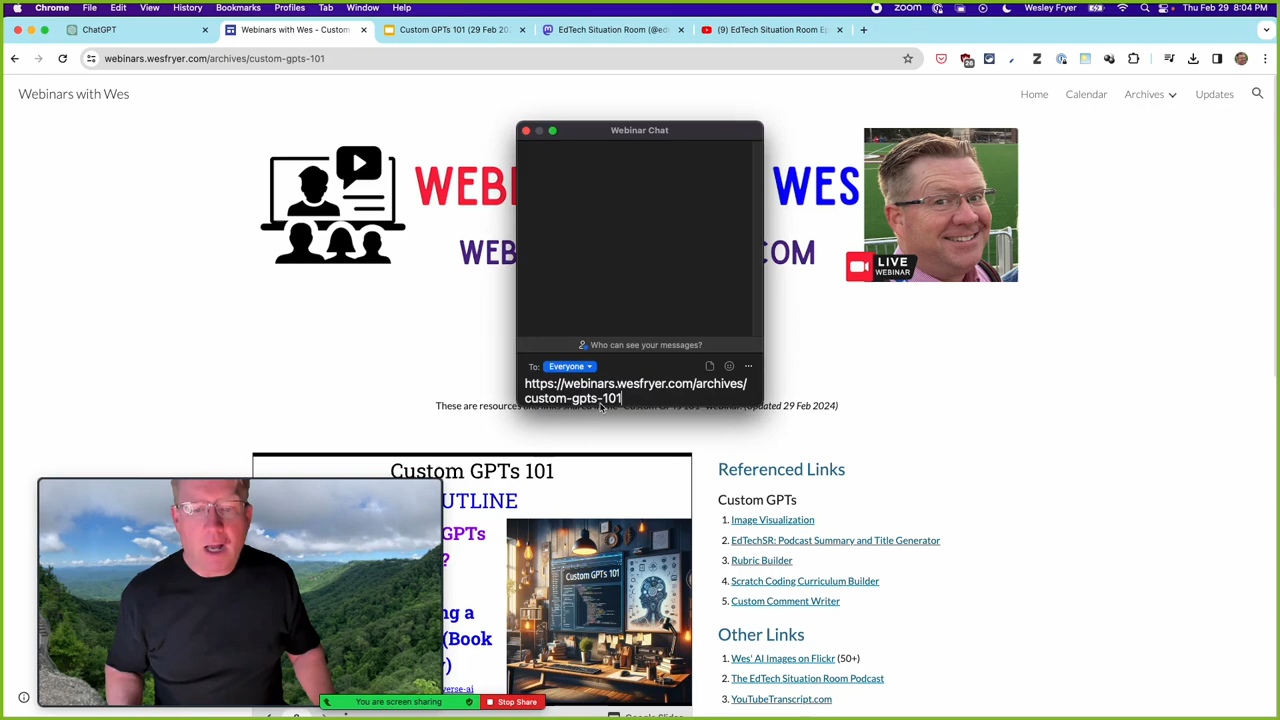 Chrome File Edit View History Bookmarks Profiles Tab Window Help zoom Wesley Fryer Thu Feb 29 8:04 PM
ChatGPT
Webinars with Wes - Custom
Custom GPTs 101 (29 Feb 202
EdTech Situation Room (@ed
(9) EdTech Situation Room Ep
webinars.wesfryer.com/archives/custom-gpts-101
26
Webinars with Wes
Home Calendar Archives Updates
Webinar Chat
WEB WES
WEB COM
LIVE
WEBINAR
Who can see your messages?
To: Everyone
https://webinars.wesfryer.com/archives/
custom-gpts-101
These are resources (updated 29 Feb 2024)
Custom GPTs 101
UTLINE
GPTs
?
ng a
(Book
y)
verse-ai
Custom GPTs 101
Referenced Links
Custom GPTs
1. Image Visualization
2. EdTechSR: Podcast Summary and Title Generator
3. Rubric Builder
4. Scratch Coding Curriculum Builder
5. Custom Comment Writer
Other Links
1. Wes' AI Images on Flickr (50+)
2. The EdTech Situation Room Podcast
3. YouTubeTranscript.com
You are screen sharing Stop Share